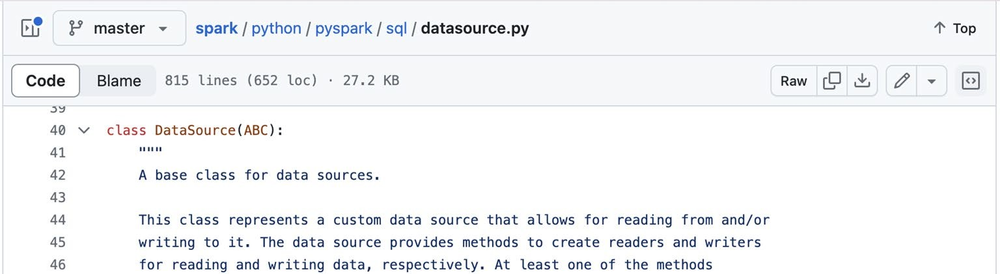 master spark / python / pyspark / sql / datasource.py Top
Code Blame 815 lines (652 loc) · 27.2 KB Raw
39
40 class DataSource(ABC):
41 """
42 A base class for data sources.
43
44 This class represents a custom data source that allows for reading from and/or
45 writing to it. The data source provides methods to create readers and writers
46 for reading and writing data, respectively. At least one of the methods